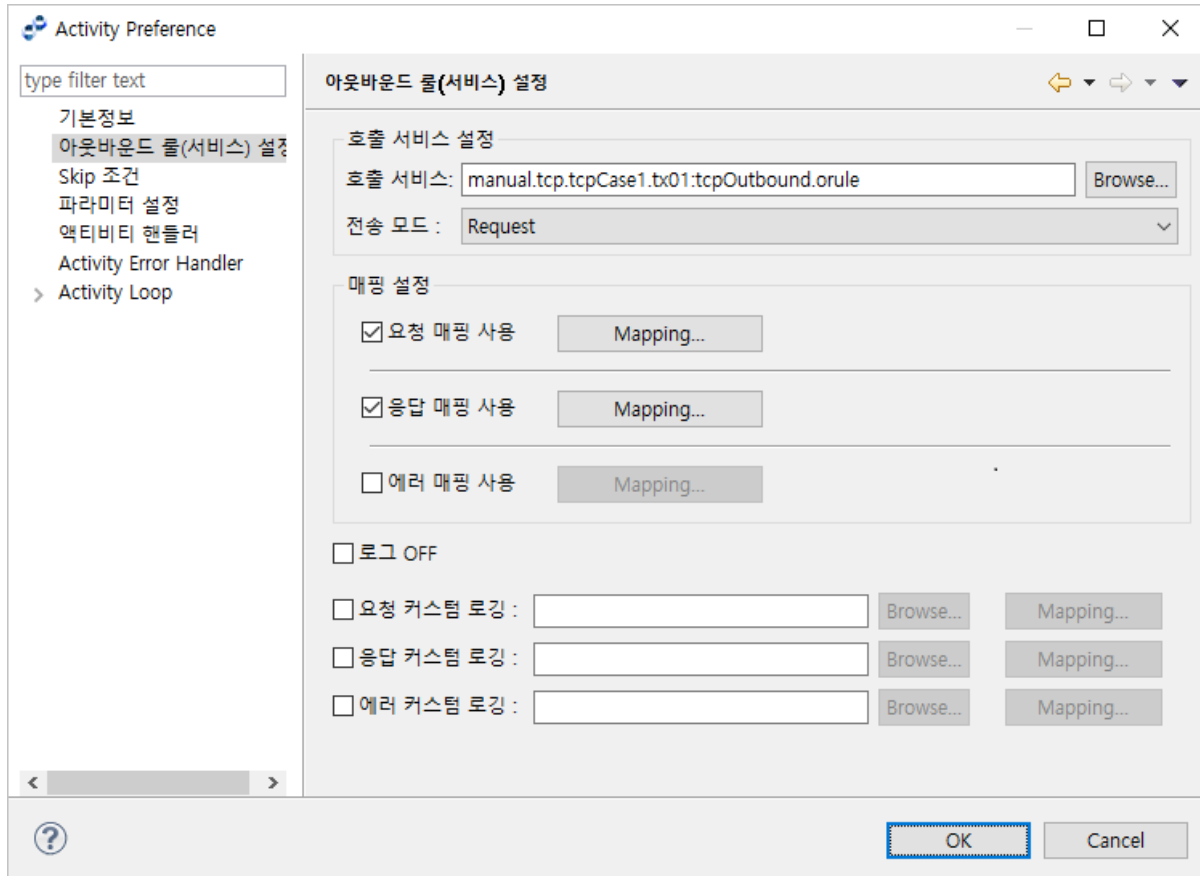 Activity Preference
type filter text
기본정보
아웃바운드 룰(서비스) 설정
Skip 조건
파라미터 설정
액티비티 핸들러
Activity Error Handler
Activity Loop
아웃바운드 룰(서비스) 설정
호출 서비스 설정
호출 서비스: manual.tcp.tcpCase1.tx01:tcpOutbound.orule Browse...
전송 모드 : Request
매핑 설정
요청 매핑 사용 Mapping...
응답 매핑 사용 Mapping...
에러 매핑 사용 Mapping...
로그 OFF
요청 커스텀 로깅 : Browse... Mapping...
응답 커스텀 로깅 : Browse... Mapping...
에러 커스텀 로깅 : Browse... Mapping...
OK Cancel